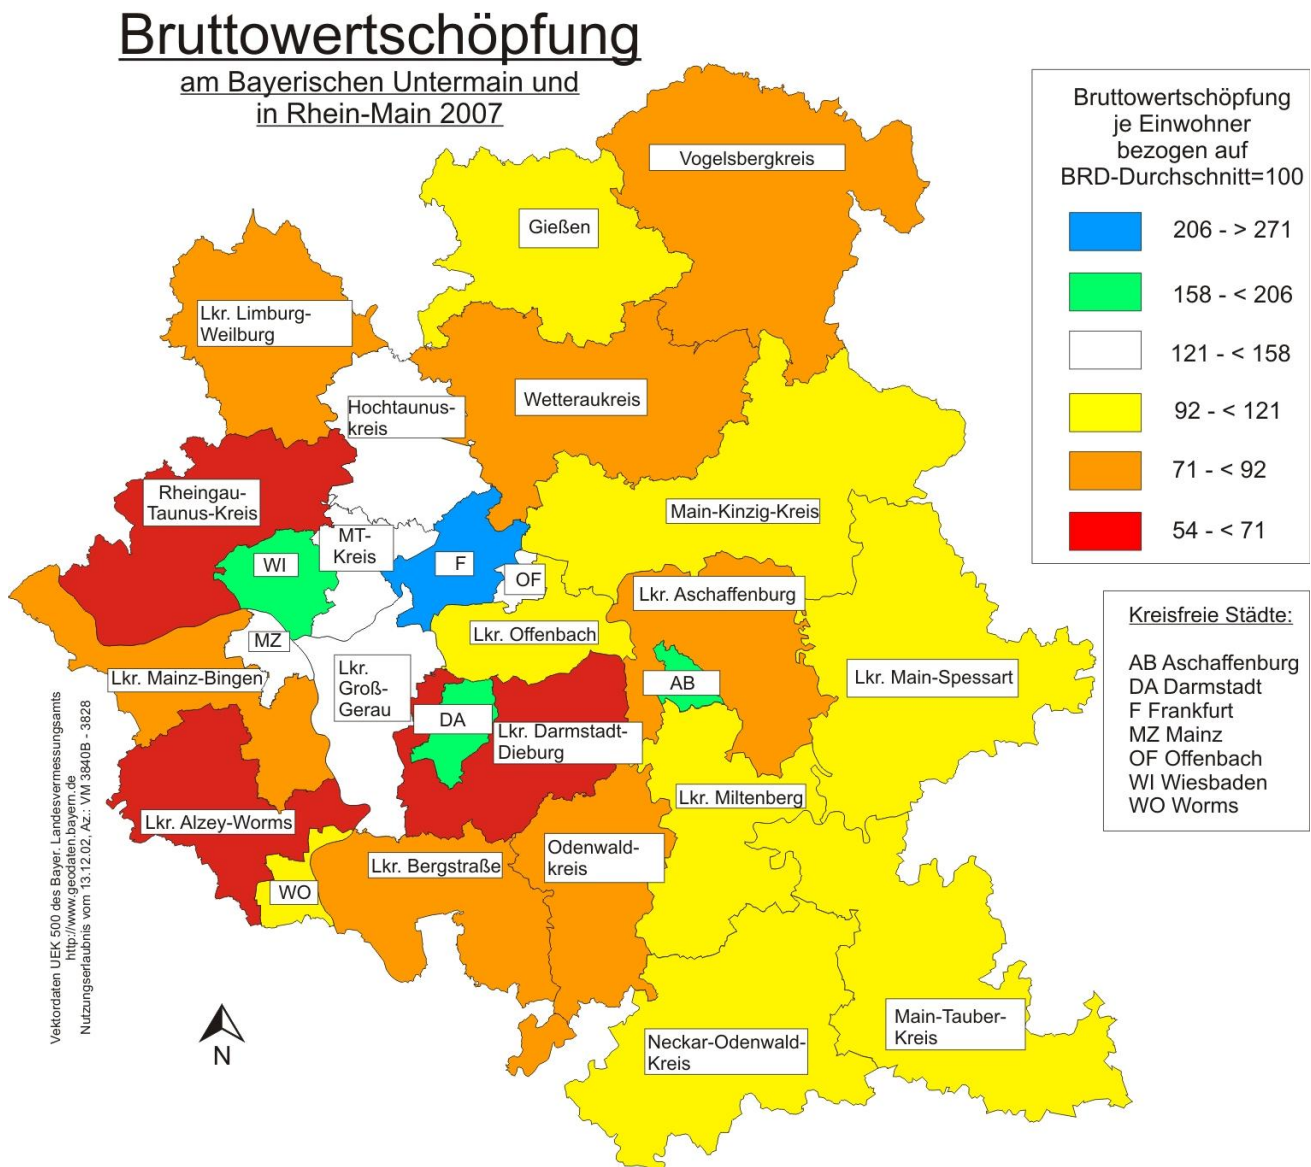 Bruttowertschöpfung
am Bayerischen Untermain und
in Rhein-Main 2007
Bruttowertschöpfung
je Einwohner
bezogen auf
BRD-Durchschnitt=100
206 - > 271
158 - < 206
121 - < 158
92 - < 121
71 - < 92
54 - < 71
Kreisfreie Städte:
AB Aschaffenburg
DA Darmstadt
F Frankfurt
MZ Mainz
OF Offenbach
WI Wiesbaden
WO Worms
Vogelsbergkreis
Gießen
Lkr. Limburg-
Weilburg
Wetteraukreis
Hochtaunus-
kreis
Rheingau-
Taunus-Kreis
Main-Kinzig-Kreis
MT-
Kreis
WI
F
OF
Lkr. Aschaffenburg
MZ
Lkr. Offenbach
Lkr. Mainz-Bingen
Lkr.
Groß-
Gerau
AB
Lkr. Main-Spessart
DA
Lkr. Darmstadt-
Dieburg
Lkr. Miltenberg
Lkr. Alzey-Worms
Lkr. Bergstraße
Odenwald-
kreis
WO
Neckar-Odenwald-
Kreis
Main-Tauber-
Kreis
N
Vektordaten UEK 500 des Bayer. Landesvermessungsamts
http://www.geodaten.bayern.de
Nutzungserlaubnis vom 13.12.02, Az.: VM 3840B - 3828